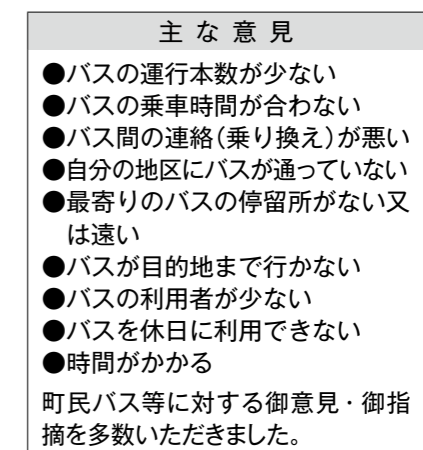 主な意見
●バスの運行本数が少ない
●バスの乗車時間が合わない
●バス間の連絡(乗り換え)が悪い
●自分の地区にバスが通っていない
●最寄りのバスの停留所がない又
は遠い
●バスが目的地まで行かない
●バスの利用者が少ない
●バスを休日に利用できない
●時間がかかる
町民バス等に対する御意見・御指
摘を多数いただきました。